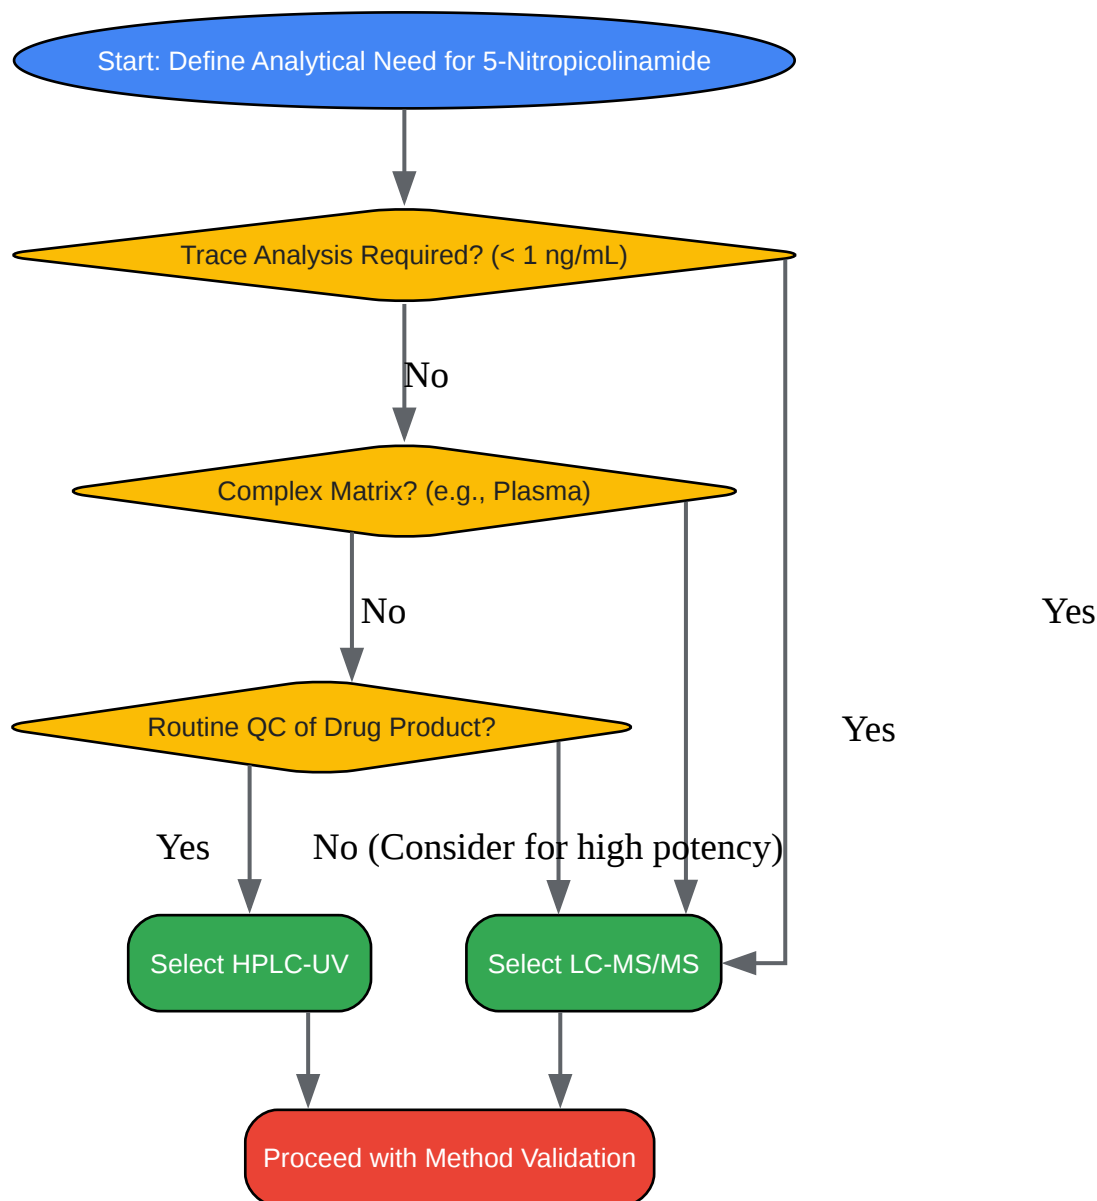 Start: Define Analytical Need for 5-Nitropicolinamide
Trace Analysis Required? (< 1 ng/mL)
No
Complex Matrix? (e.g., Plasma)
No
Yes
Routine QC of Drug Product?
Yes
Yes
No (Consider for high potency)
Select HPLC-UV
Select LC-MS/MS
Proceed with Method Validation